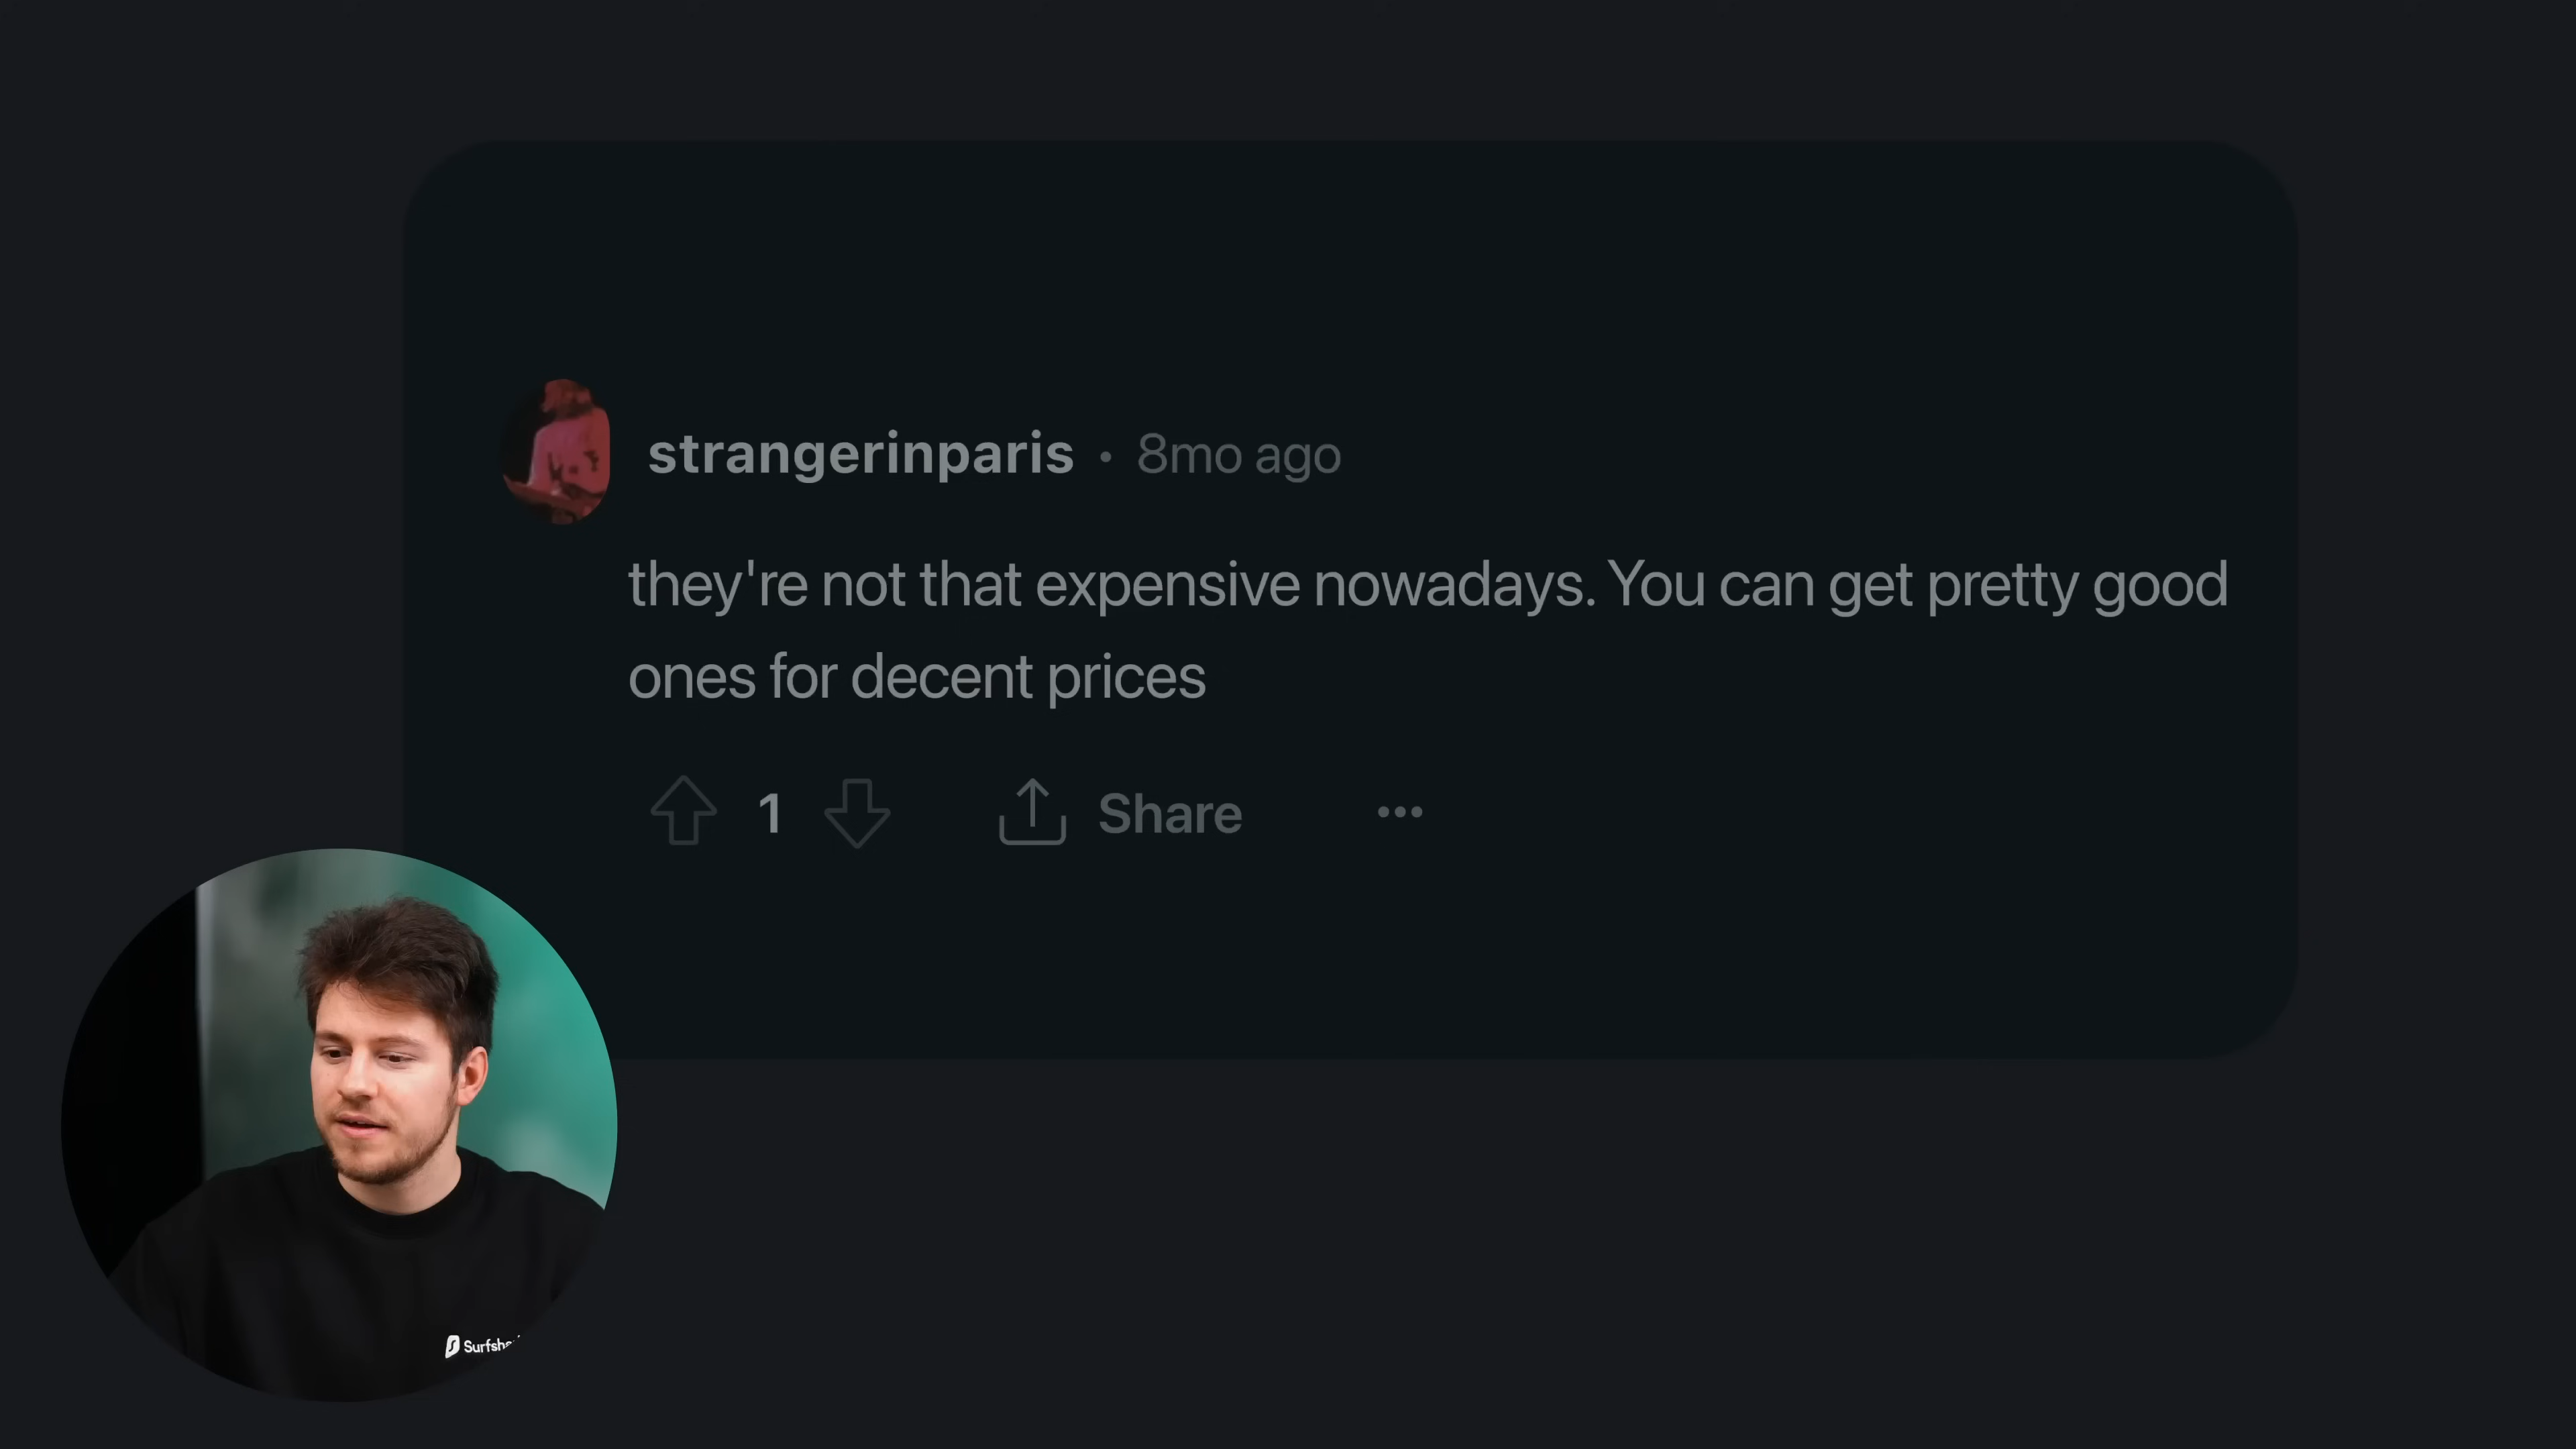 strangerinparis • 8mo ago
they're not that expensive nowadays. You can get pretty good
ones for decent prices
1 Share